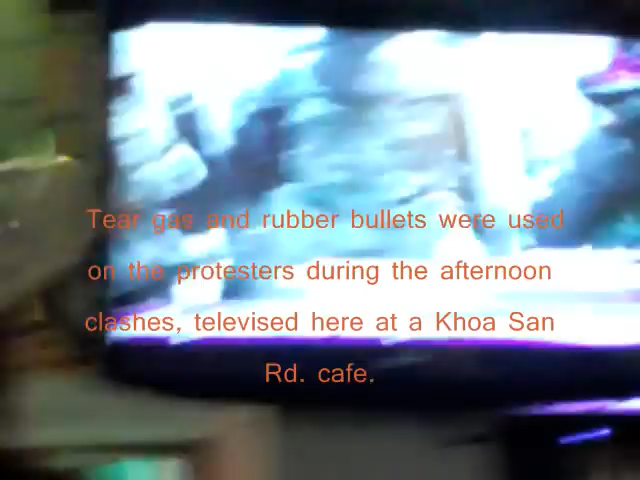 Tear gas and rubber bullets were used
on the protesters during the afternoon
clashes, televised here at a Khoa San
Rd. cafe.